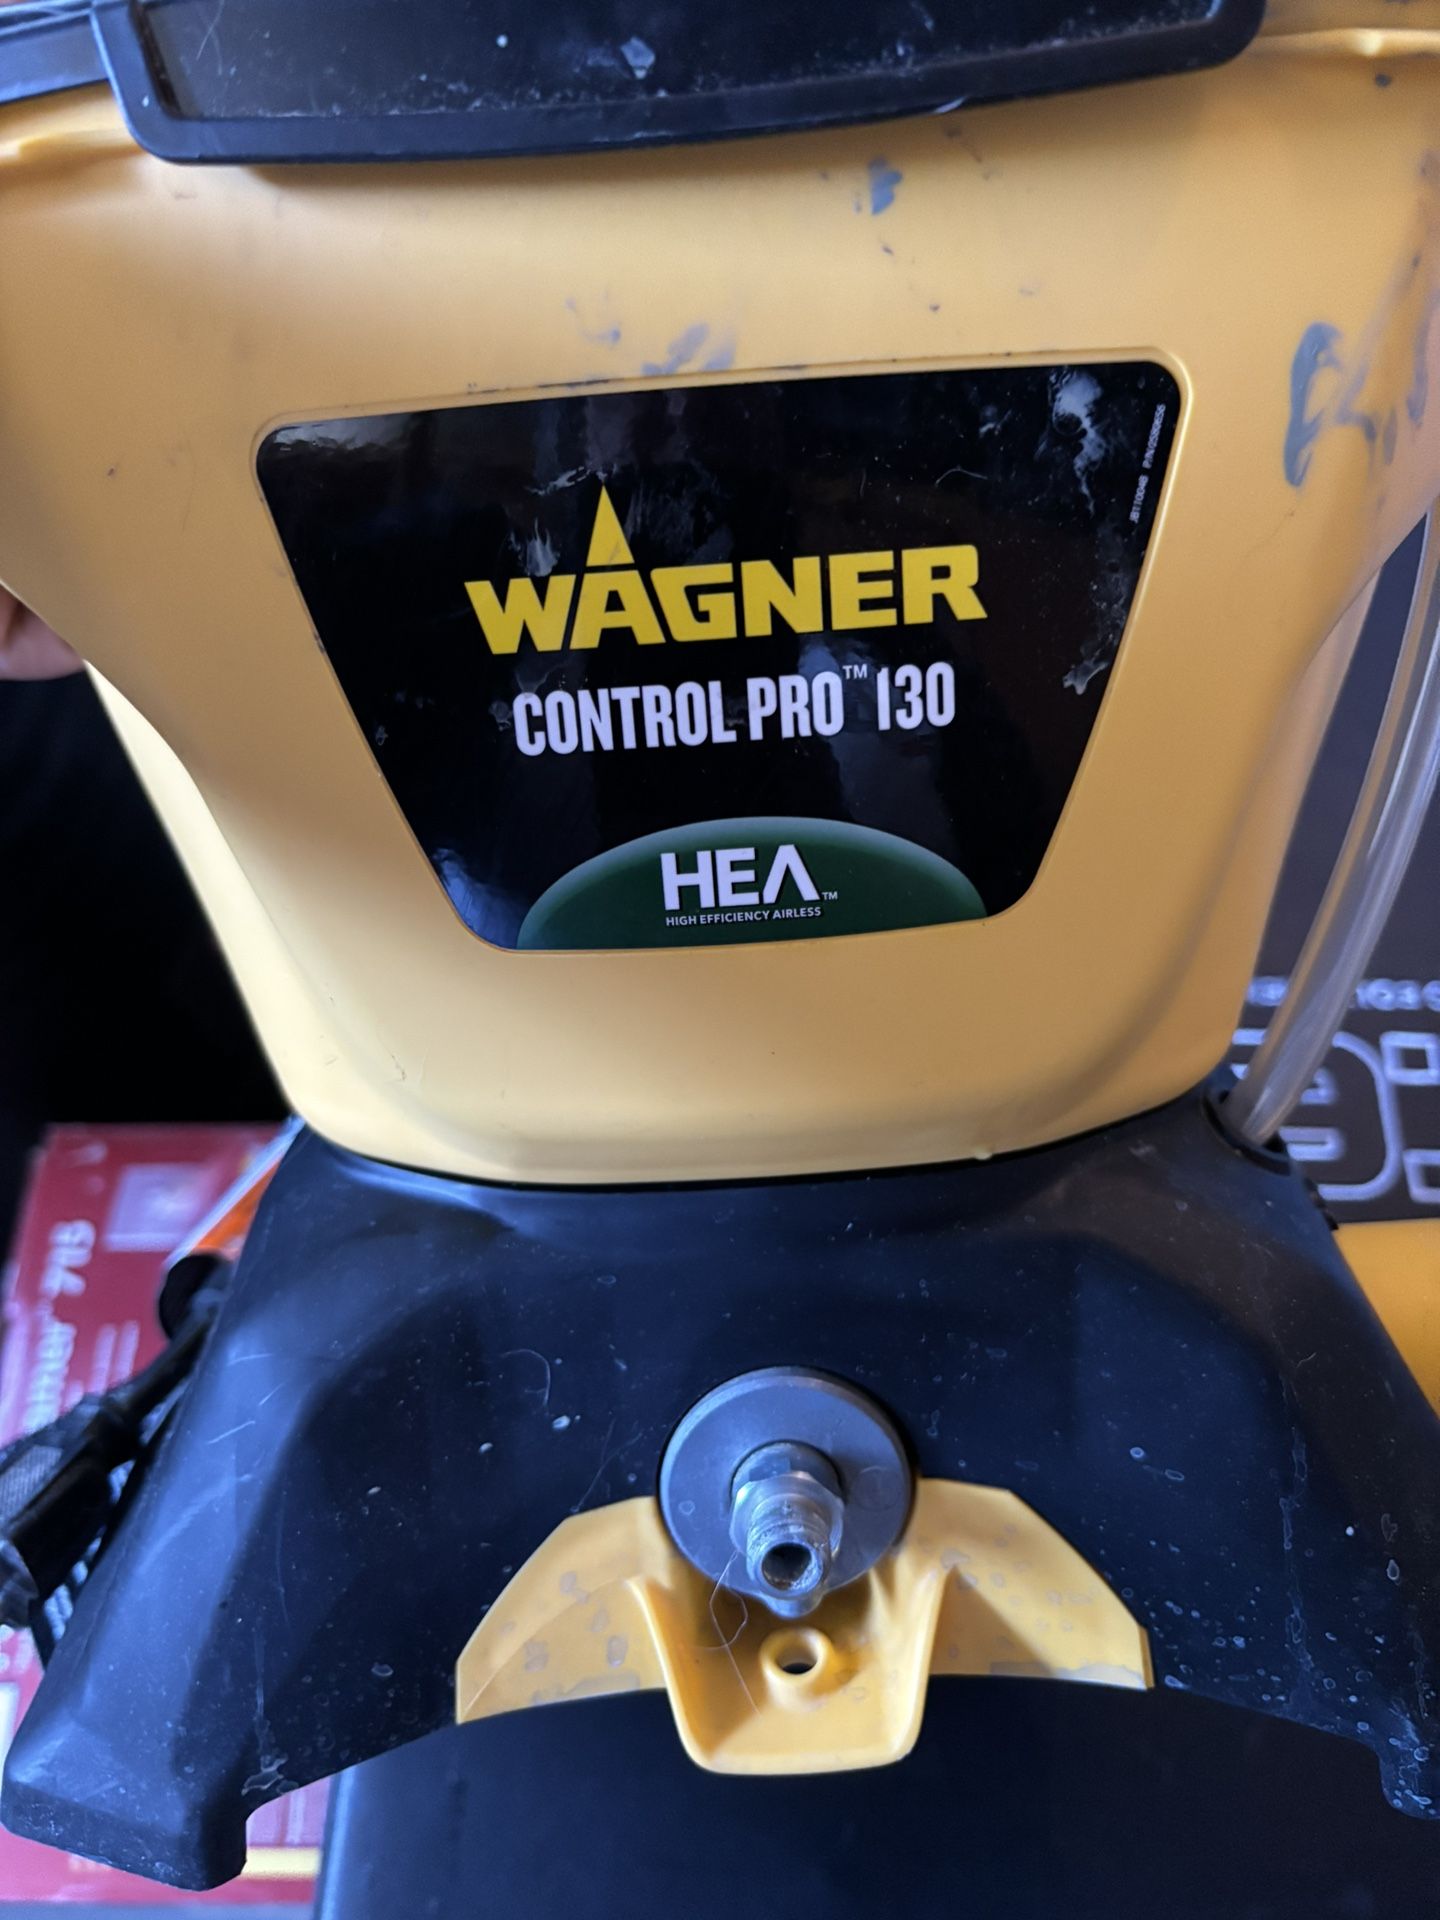 WAGNER
CONTROL PRO™ 130
HEA™
HIGH EFFICIENCY AIRLESS